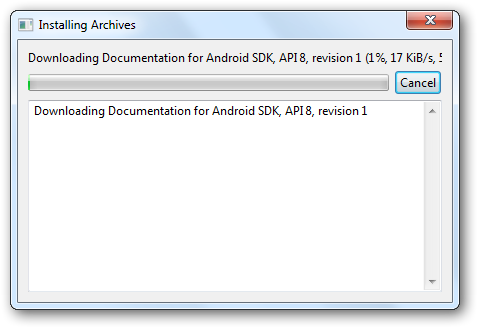 Installing Archives
Downloading Documentation for Android SDK, API 8, revision 1 (1%, 17 KiB/s, 5
Cancel
Downloading Documentation for Android SDK, API 8, revision 1